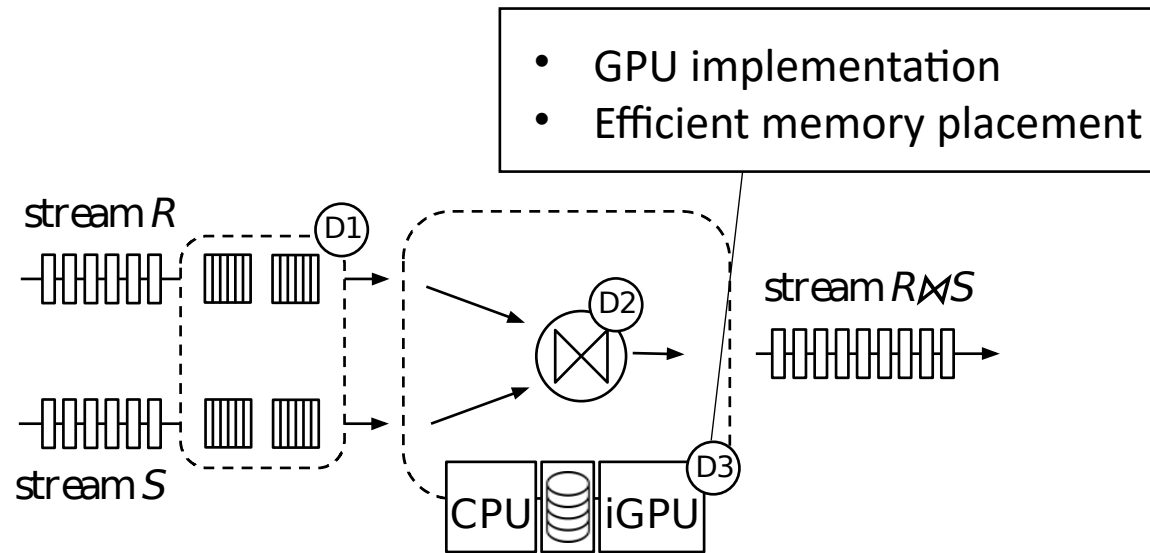 • GPU implementation
• Efficient memory placement
stream R
D1
D2
stream R⋈S
stream S
D3
CPU
iGPU